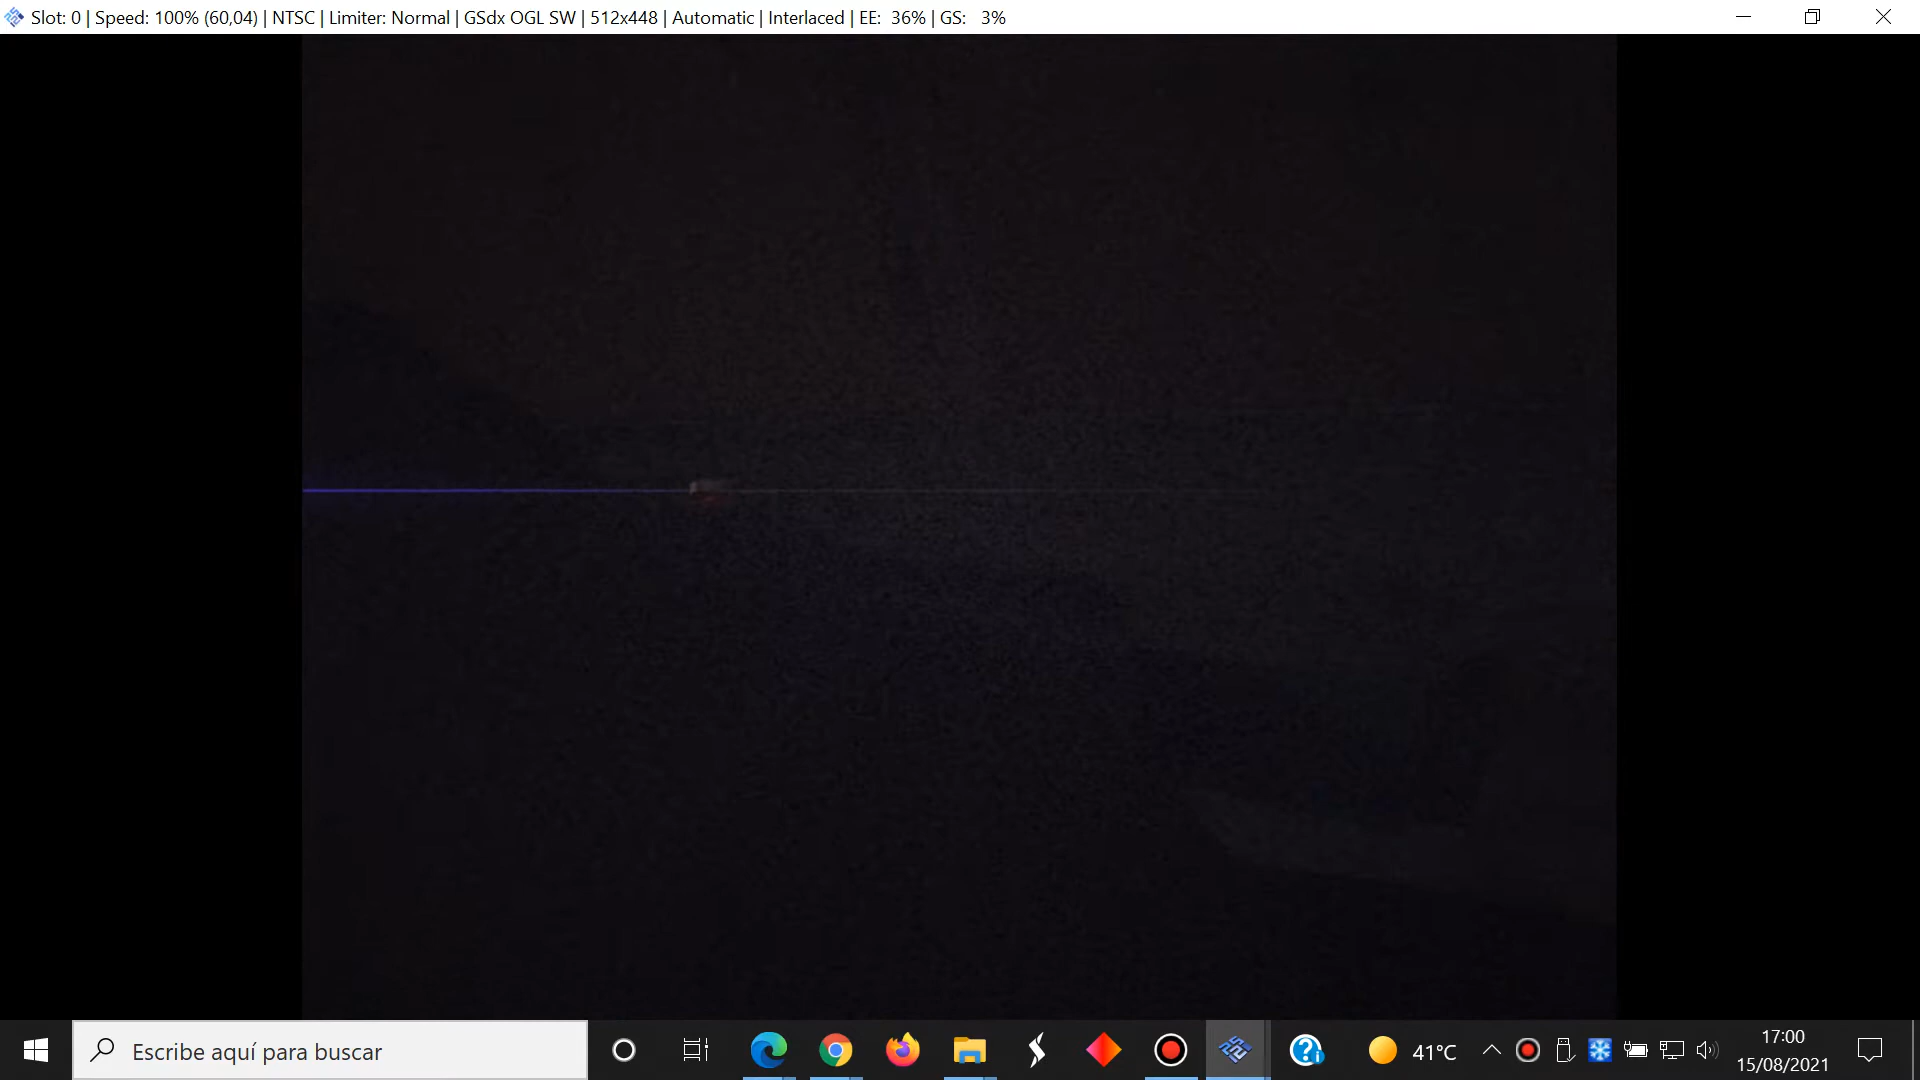 Slot: 0 | Speed: 100% (60,04) | NTSC | Limiter: Normal | GSdx OGL SW | 512x448 | Automatic | Interlaced | EE:  36% | GS:   3%
Escribe aquí para buscar
41°C
17:00
15/08/2021